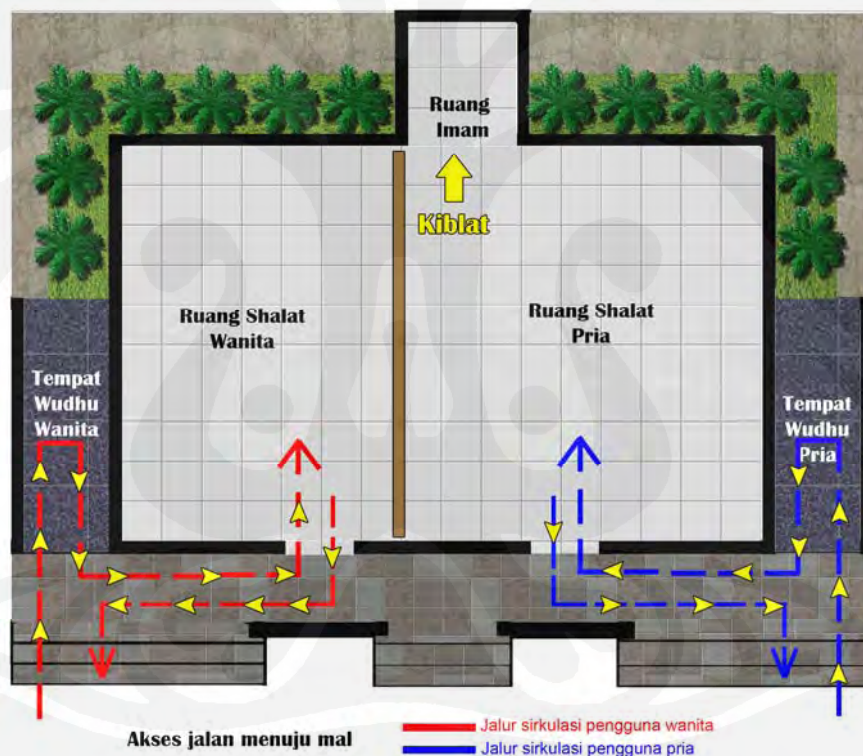 Ruang
Imam
Kiblat
Ruang Shalat
Wanita
Ruang Shalat
Pria
Tempat
Wudhu
Wanita
Tempat
Wudhu
Pria
Akses jalan menuju mal
Jalur sirkulasi pengguna wanita
Jalur sirkulasi pengguna pria